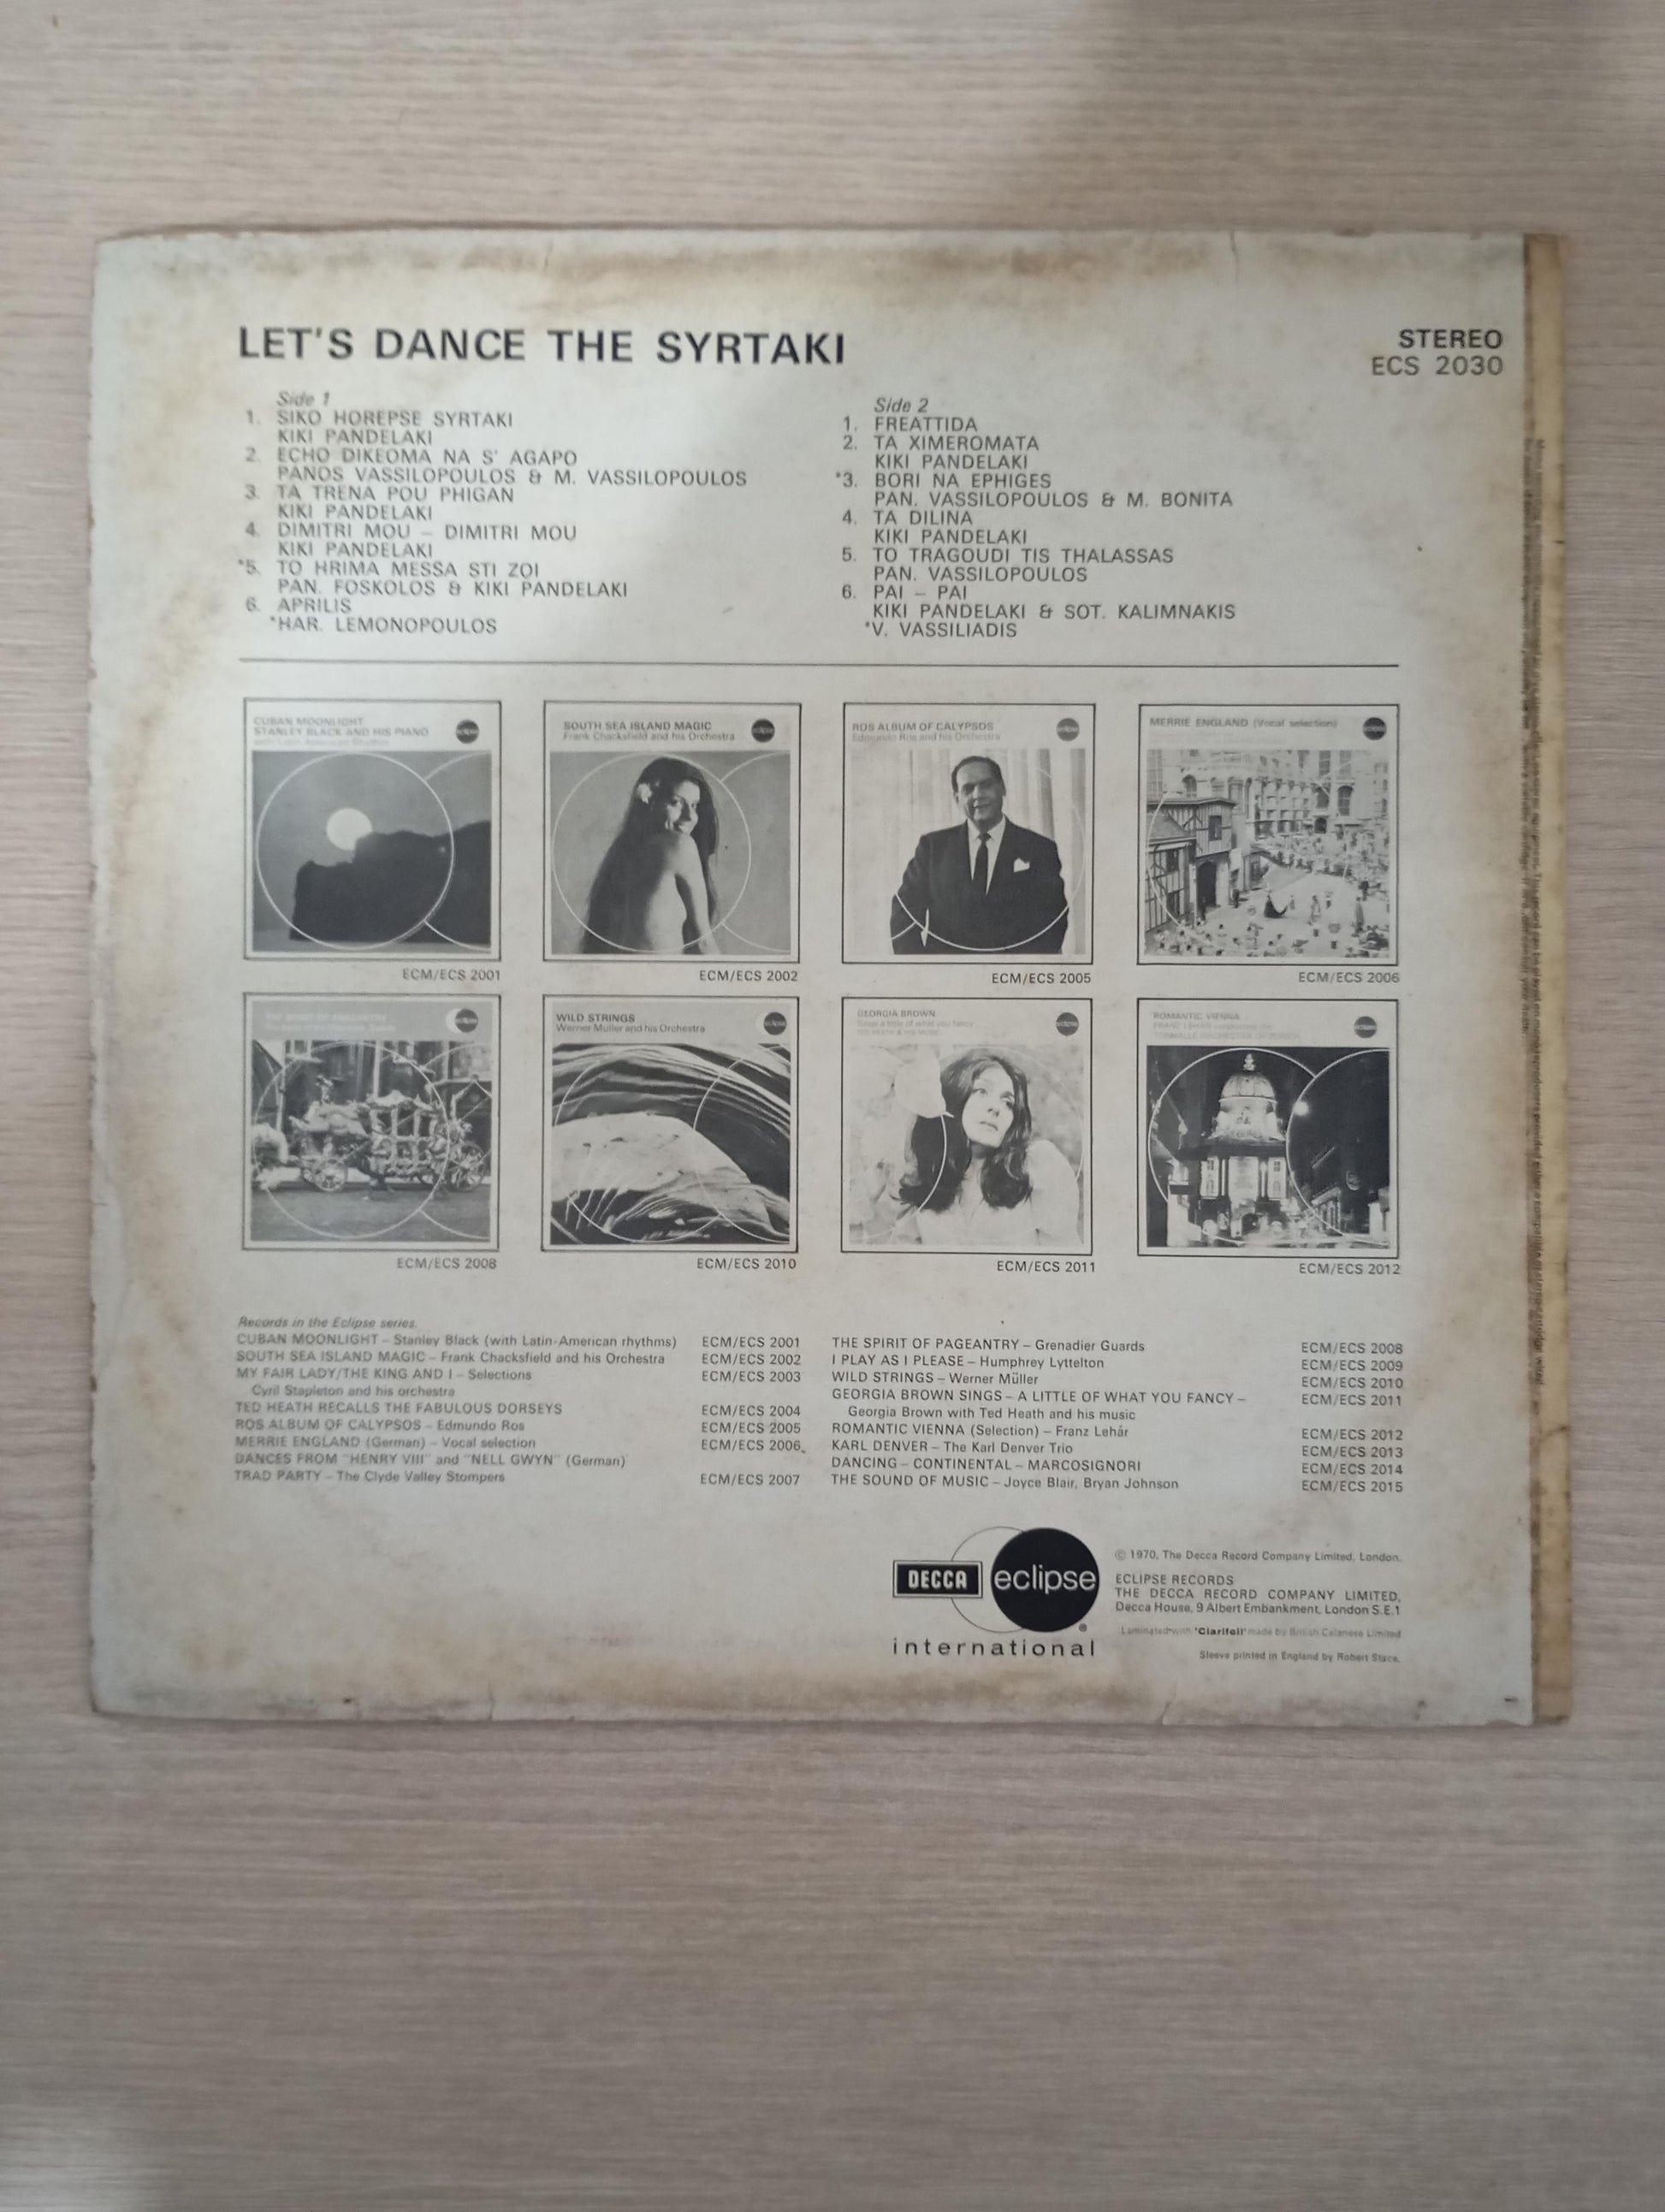 LET'S DANCE THE SYRTAKI
STEREO
ECS 2030
Side 1
1. SIKO HOREPSE SYRTAKI
KIKI PANDELAKI
2. ECHO DIKEOMA NA S' AGAPO
PANOS VASSILOPOULOS & M. VASSILOPOULOS
3. TA TRENA POU PHIGAN
KIKI PANDELAKI
4. DIMITRI MOU – DIMITRI MOU
KIKI PANDELAKI
*5. TO HRIMA MESSA STI ZOI
PAN. FOSKOLOS & KIKI PANDELAKI
6. APRILIS
*HAR. LEMONOPOULOS
Side 2
1. FREATTIDA
2. TA XIMEROMATA
KIKI PANDELAKI
*3. BORI NA EPHIGES
PAN. VASSILOPOULOS & M. BONITA
4. TA DILINA
KIKI PANDELAKI
5. TO TRAGOUDI TIS THALASSAS
PAN. VASSILOPOULOS
6. PAI – PAI
KIKI PANDELAKI & SOT. KALIMNAKIS
*V. VASSILIADIS
CUBAN MOONLIGHT
STANLEY BLACK AND HIS PIANO
eclipse
SOUTH SEA ISLAND MAGIC
Frank Chacksfield and his Orchestra
eclipse
ROS ALBUM OF CALYPSOS
Edmundo Ros and his Orchestra
eclipse
MERRIE ENGLAND (Vocal selection)
eclipse
ECM/ECS 2001
ECM/ECS 2002
ECM/ECS 2005
ECM/ECS 2006
THE SPIRIT OF PAGEANTRY
eclipse
WILD STRINGS
Werner Müller and his Orchestra
eclipse
GEORGIA BROWN
Sings a little of what you fancy
eclipse
ROMANTIC VIENNA
eclipse
ECM/ECS 2008
ECM/ECS 2010
ECM/ECS 2011
ECM/ECS 2012
Records in the Eclipse series.
CUBAN MOONLIGHT – Stanley Black (with Latin-American rhythms) ECM/ECS 2001
SOUTH SEA ISLAND MAGIC – Frank Chacksfield and his Orchestra ECM/ECS 2002
MY FAIR LADY/THE KING AND I – Selections ECM/ECS 2003
Cyril Stapleton and his orchestra
TED HEATH RECALLS THE FABULOUS DORSEYS ECM/ECS 2004
ROS ALBUM OF CALYPSOS – Edmundo Ros ECM/ECS 2005
MERRIE ENGLAND (German) – Vocal selection ECM/ECS 2006
DANCES FROM "HENRY VIII" and "NELL GWYN" (German)
TRAD PARTY – The Clyde Valley Stompers ECM/ECS 2007
THE SPIRIT OF PAGEANTRY – Grenadier Guards ECM/ECS 2008
I PLAY AS I PLEASE – Humphrey Lyttelton ECM/ECS 2009
WILD STRINGS – Werner Müller ECM/ECS 2010
GEORGIA BROWN SINGS – A LITTLE OF WHAT YOU FANCY – ECM/ECS 2011
Georgia Brown with Ted Heath and his music
ROMANTIC VIENNA (Selection) – Franz Lehár ECM/ECS 2012
KARL DENVER – The Karl Denver Trio ECM/ECS 2013
DANCING – CONTINENTAL – MARCOSIGNORI ECM/ECS 2014
THE SOUND OF MUSIC – Joyce Blair, Bryan Johnson ECM/ECS 2015
DECCA eclipse
®
international
© 1970, The Decca Record Company Limited, London.
ECLIPSE RECORDS
THE DECCA RECORD COMPANY LIMITED,
Decca House, 9 Albert Embankment, London S.E.1
Laminated with 'Clarifoil' made by British Celanese Limited
Sleeve printed in England by Robert Stace.